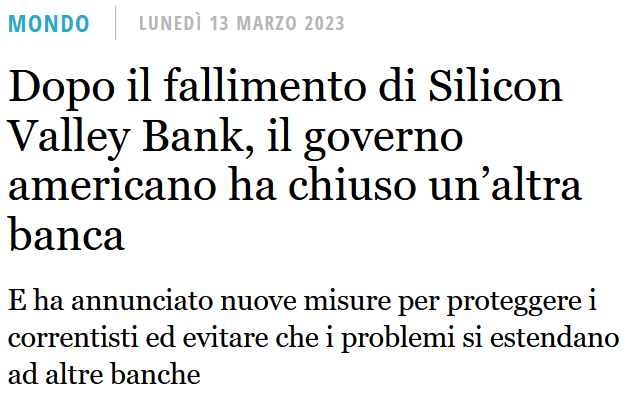 MONDO LUNEDÌ 13 MARZO 2023
Dopo il fallimento di Silicon
Valley Bank, il governo
americano ha chiuso un’altra
banca
E ha annunciato nuove misure per proteggere i
correntisti ed evitare che i problemi si estendano
ad altre banche